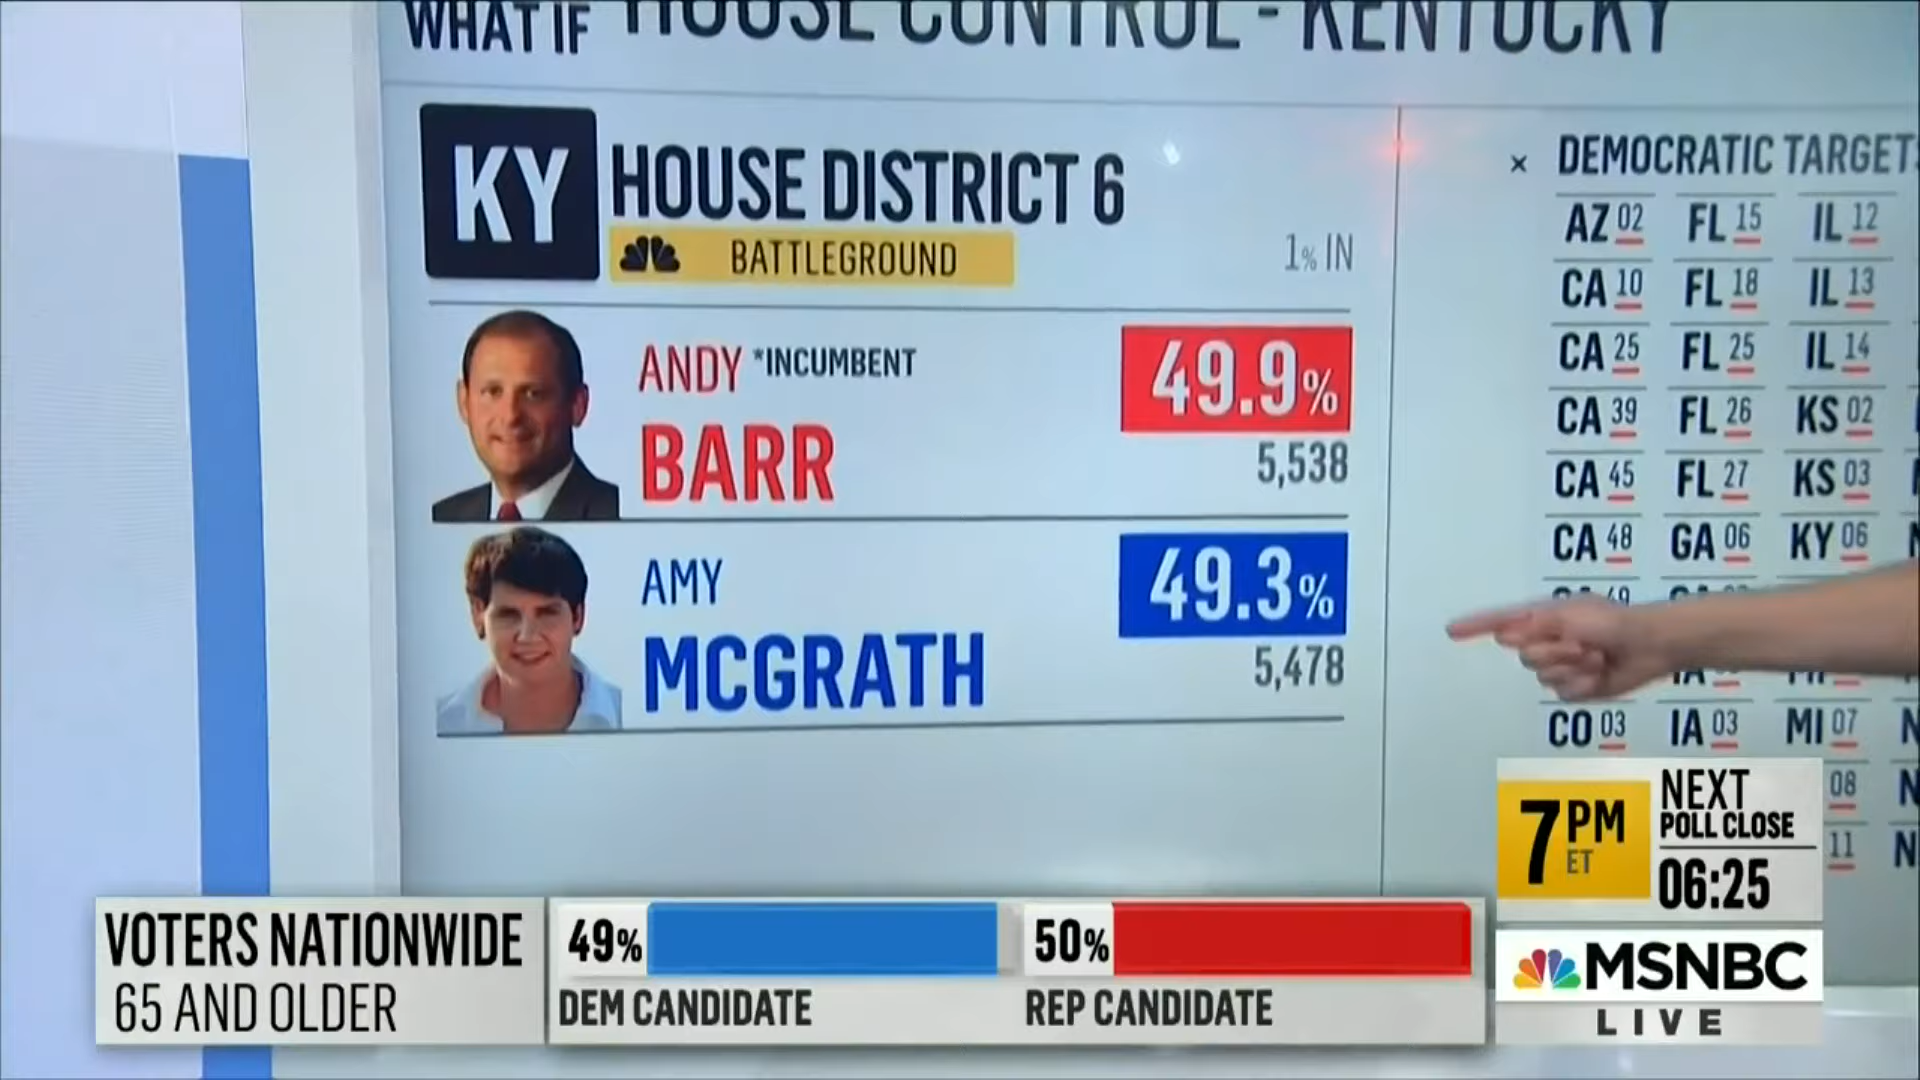 WHAT IF HOUSE CONTROL - KENTUCKY
KY HOUSE DISTRICT 6
BATTLEGROUND
1% IN
ANDY *INCUMBENT
BARR
49.9%
5,538
AMY
MCGRATH
49.3%
5,478
× DEMOCRATIC TARGETS
AZ 02 FL 15 IL 12
CA 10 FL 18 IL 13
CA 25 FL 25 IL 14
CA 39 FL 26 KS 02
CA 45 FL 27 KS 03
CA 48 GA 06 KY 06
CO 03 IA 03 MI 07
08
11
7 PM ET
NEXT
POLL CLOSE
06:25
VOTERS NATIONWIDE
65 AND OLDER
49%
DEM CANDIDATE
50%
REP CANDIDATE
MSNBC
LIVE